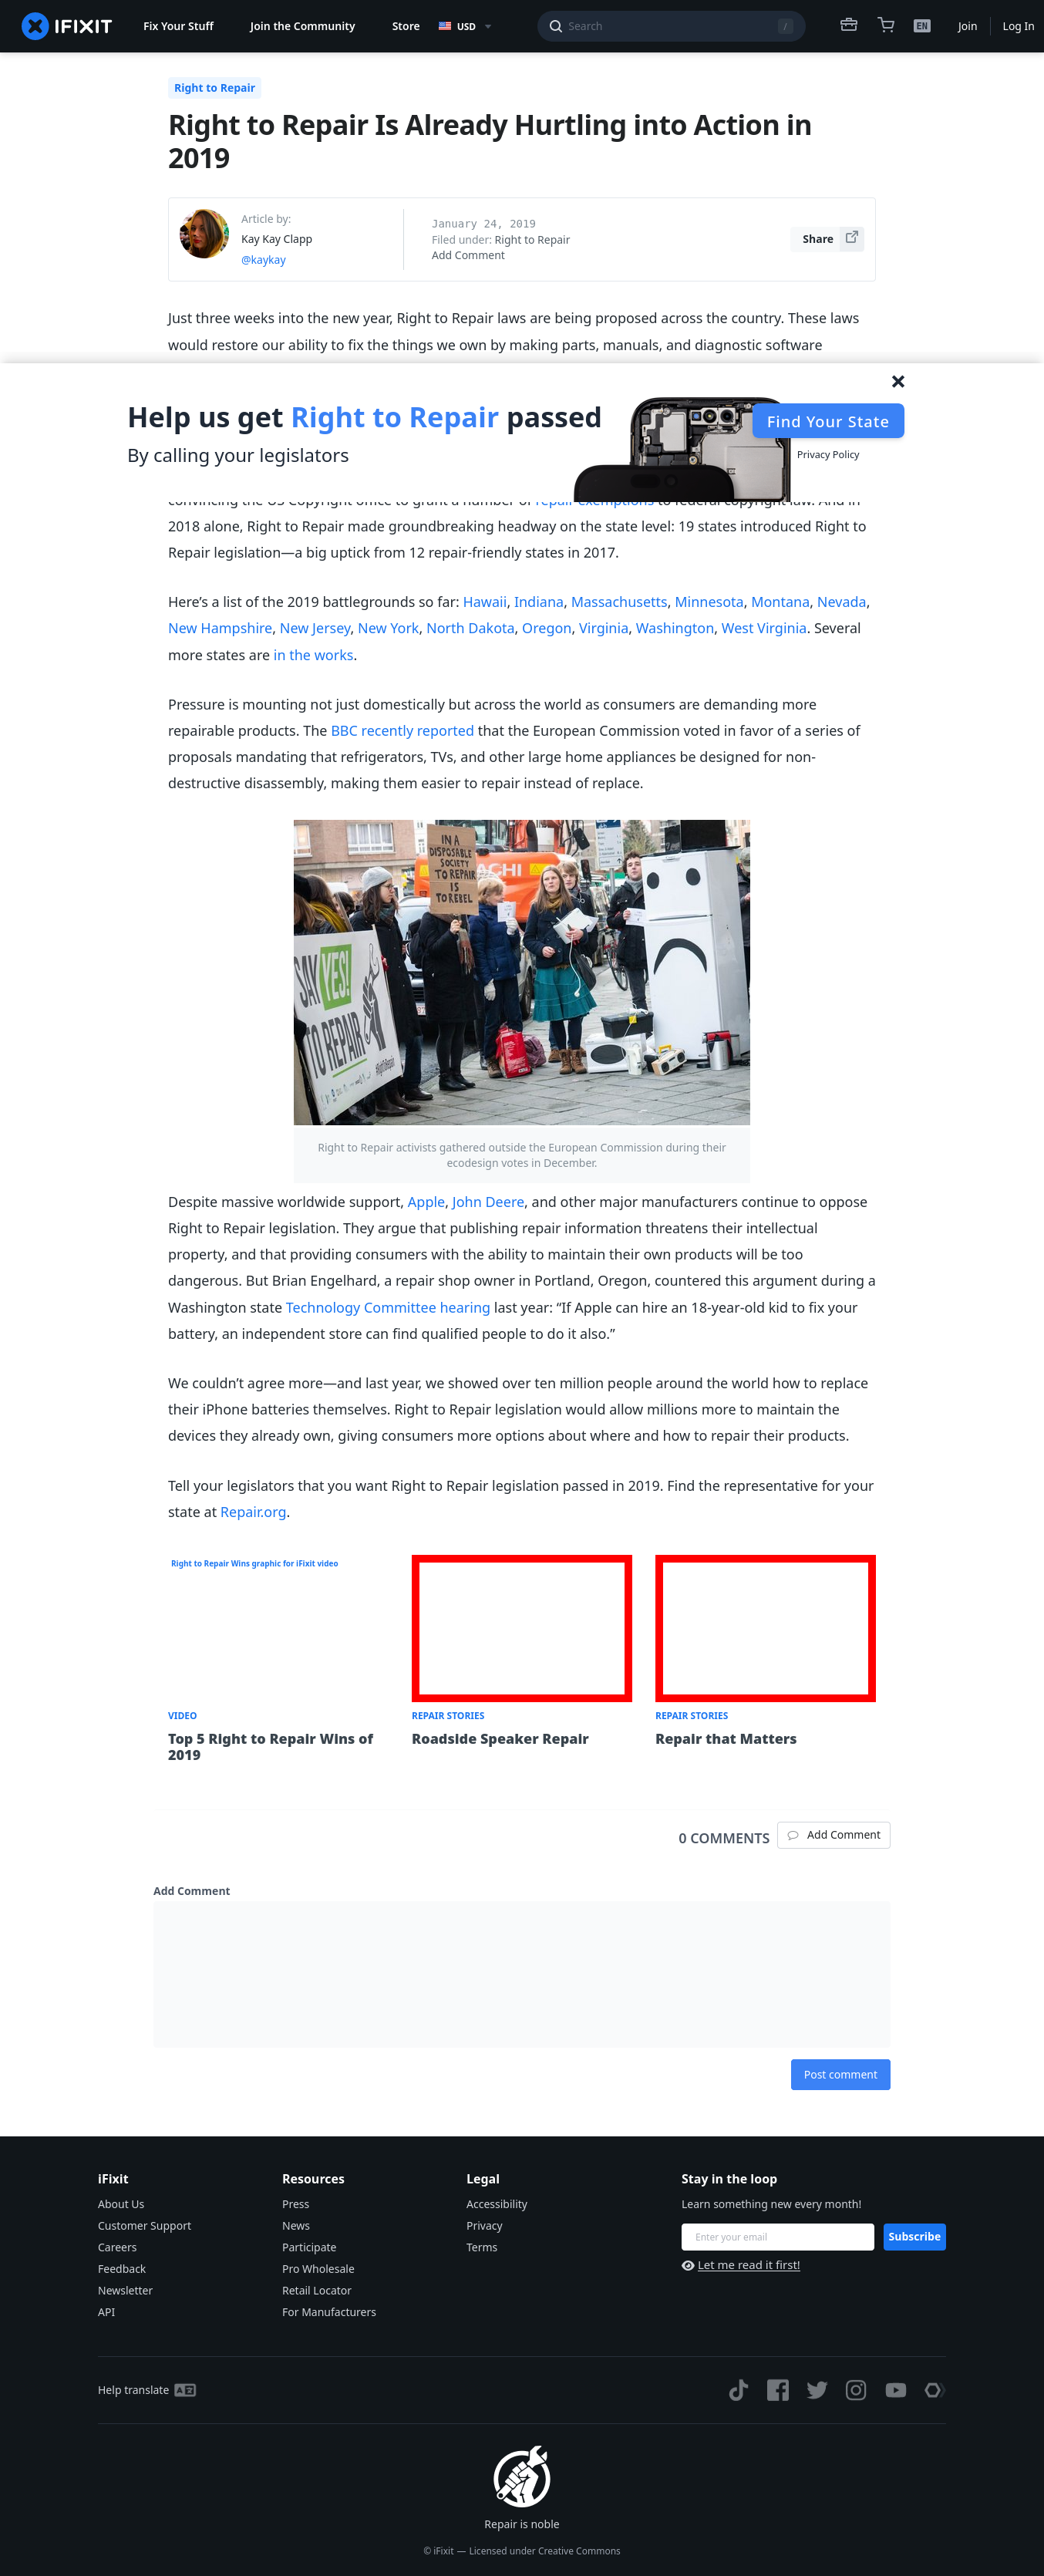 IFIXIT
Fix Your Stuff
Join the Community
Store
USD
Search
/
EN
Join
Log In
Right to Repair
Right to Repair Is Already Hurtling into Action in
2019
Article by:
Kay Kay Clapp
@kaykay
January 24, 2019
Filed under: Right to Repair
Add Comment
Share
Just three weeks into the new year, Right to Repair laws are being proposed across the country. These laws
would restore our ability to fix the things we own by making parts, manuals, and diagnostic software
Help us get Right to Repair passed
By calling your legislators
Find Your State
Privacy Policy
convincing the US Copyright office to grant a number of repair exemptions to federal copyright law. And in
2018 alone, Right to Repair made groundbreaking headway on the state level: 19 states introduced Right to
Repair legislation—a big uptick from 12 repair-friendly states in 2017.
Here’s a list of the 2019 battlegrounds so far: Hawaii, Indiana, Massachusetts, Minnesota, Montana, Nevada,
New Hampshire, New Jersey, New York, North Dakota, Oregon, Virginia, Washington, West Virginia. Several
more states are in the works.
Pressure is mounting not just domestically but across the world as consumers are demanding more
repairable products. The BBC recently reported that the European Commission voted in favor of a series of
proposals mandating that refrigerators, TVs, and other large home appliances be designed for non-
destructive disassembly, making them easier to repair instead of replace.
IN A
DISPOSABLE
SOCIETY
TO REPAIR
IS
TO REBEL
SAY
YES!
TO REPAIR
Right to Repair activists gathered outside the European Commission during their
ecodesign votes in December.
Despite massive worldwide support, Apple, John Deere, and other major manufacturers continue to oppose
Right to Repair legislation. They argue that publishing repair information threatens their intellectual
property, and that providing consumers with the ability to maintain their own products will be too
dangerous. But Brian Engelhard, a repair shop owner in Portland, Oregon, countered this argument during a
Washington state Technology Committee hearing last year: “If Apple can hire an 18-year-old kid to fix your
battery, an independent store can find qualified people to do it also.”
We couldn’t agree more—and last year, we showed over ten million people around the world how to replace
their iPhone batteries themselves. Right to Repair legislation would allow millions more to maintain the
devices they already own, giving consumers more options about where and how to repair their products.
Tell your legislators that you want Right to Repair legislation passed in 2019. Find the representative for your
state at Repair.org.
Right to Repair Wins graphic for iFixit video
VIDEO
Top 5 Right to Repair Wins of
2019
REPAIR STORIES
Roadside Speaker Repair
REPAIR STORIES
Repair that Matters
0 COMMENTS
Add Comment
Add Comment
Post comment
iFixit
About Us
Customer Support
Careers
Feedback
Newsletter
API
Resources
Press
News
Participate
Pro Wholesale
Retail Locator
For Manufacturers
Legal
Accessibility
Privacy
Terms
Stay in the loop
Learn something new every month!
Enter your email
Subscribe
Let me read it first!
Help translate
Repair is noble
© iFixit — Licensed under Creative Commons